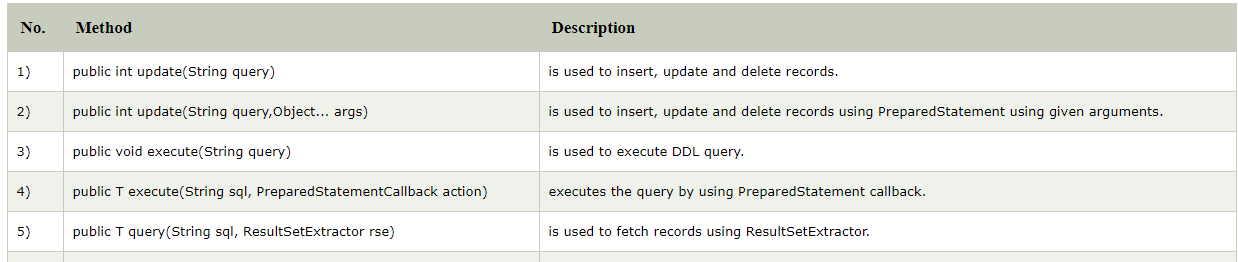 No. Method Description
1) public int update(String query) is used to insert, update and delete records.
2) public int update(String query,Object... args) is used to insert, update and delete records using PreparedStatement using given arguments.
3) public void execute(String query) is used to execute DDL query.
4) public T execute(String sql, PreparedStatementCallback action) executes the query by using PreparedStatement callback.
5) public T query(String sql, ResultSetExtractor rse) is used to fetch records using ResultSetExtractor.